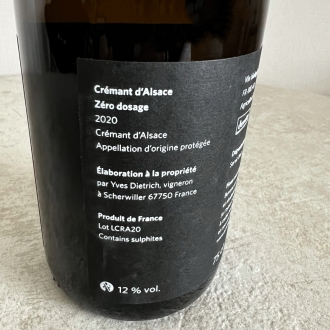 Crémant d'Alsace
Zéro dosage
2020
Crémant d'Alsace
Appellation d'origine protégée
Élaboration à la propriété
par Yves Dietrich, vigneron
à Scherwiller 67750 France
Produit de France
Lot LCRA20
Contains sulphites
12 % vol.